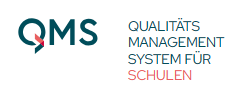 QMS
QUALITÄTS
MANAGEMENT
SYSTEM FÜR
SCHULEN